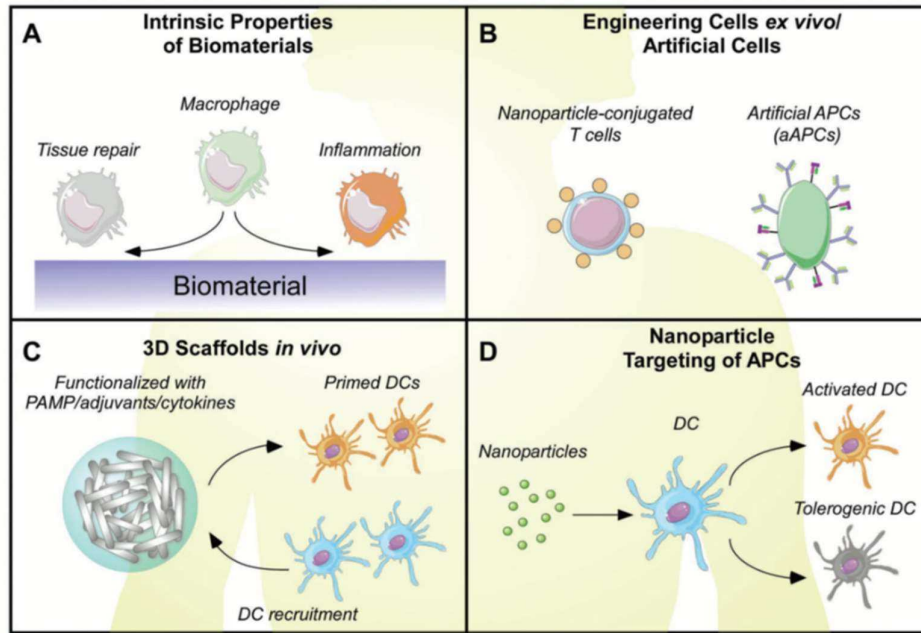 A
Intrinsic Properties
of Biomaterials
Macrophage
Tissue repair
Inflammation
Biomaterial
B
Engineering Cells ex vivo/
Artificial Cells
Nanoparticle-conjugated
T cells
Artificial APCs
(aAPCs)
C
3D Scaffolds in vivo
Functionalized with
PAMP/adjuvants/cytokines
Primed DCs
DC recruitment
D
Nanoparticle
Targeting of APCs
Nanoparticles
DC
Activated DC
Tolerogenic DC